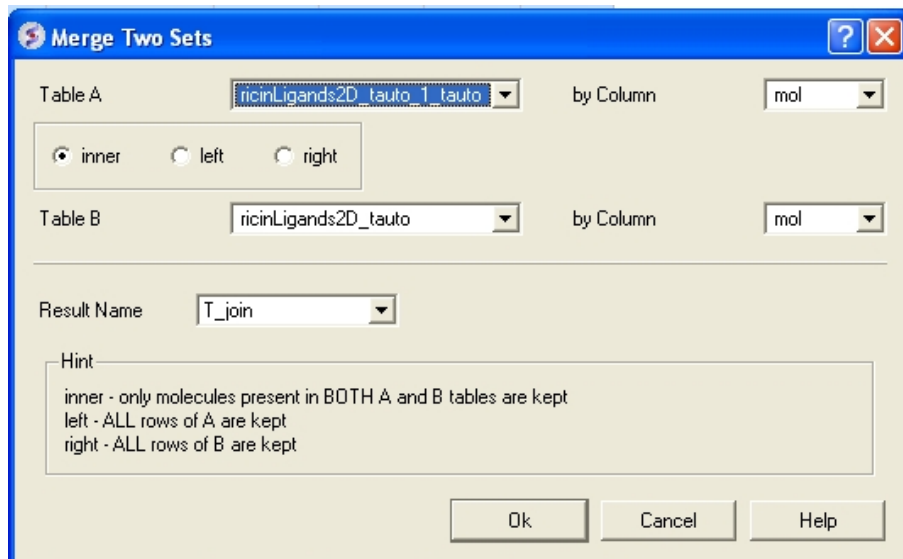 Merge Two Sets
Table A ricinLigands2D_tauto_1_tauto by Column mol
inner left right
Table B ricinLigands2D_tauto by Column mol
Result Name T_join
Hint
inner - only molecules present in BOTH A and B tables are kept
left - ALL rows of A are kept
right - ALL rows of B are kept
Ok Cancel Help